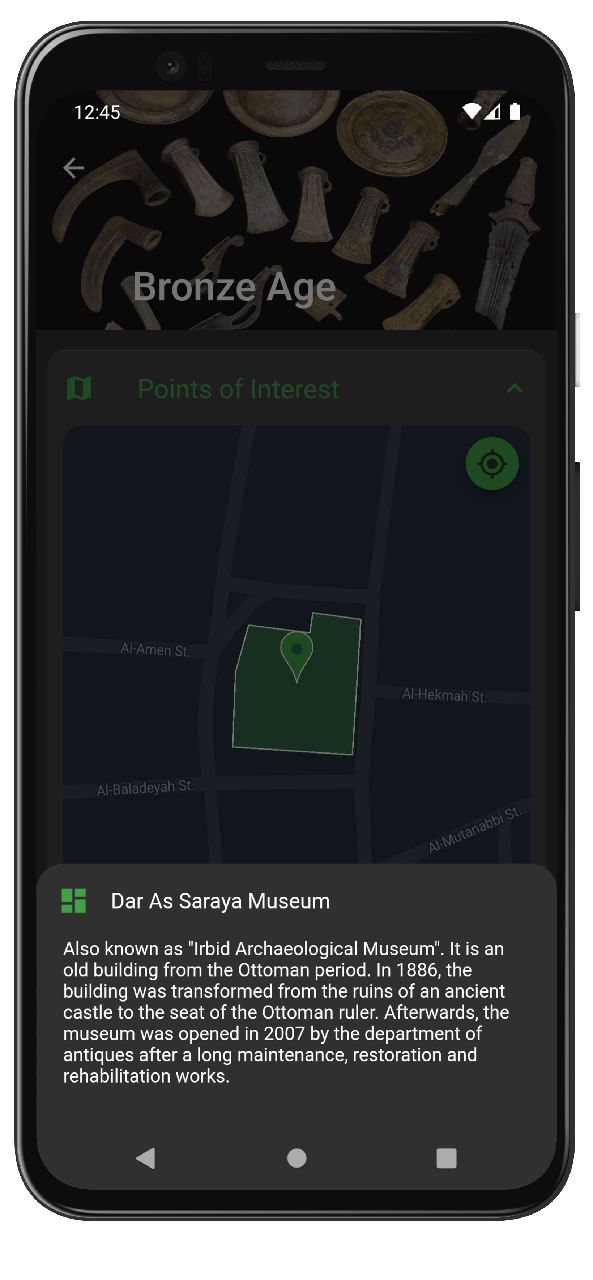 12:45
Bronze Age
Points of Interest
Al-Amen St.
Al-Hekmah St.
Al-Baladeyah St.
Al-Mutanabbi St.
Dar As Saraya Museum
Also known as "Irbid Archaeological Museum". It is an
old building from the Ottoman period. In 1886, the
building was transformed from the ruins of an ancient
castle to the seat of the Ottoman ruler. Afterwards, the
museum was opened in 2007 by the department of
antiques after a long maintenance, restoration and
rehabilitation works.